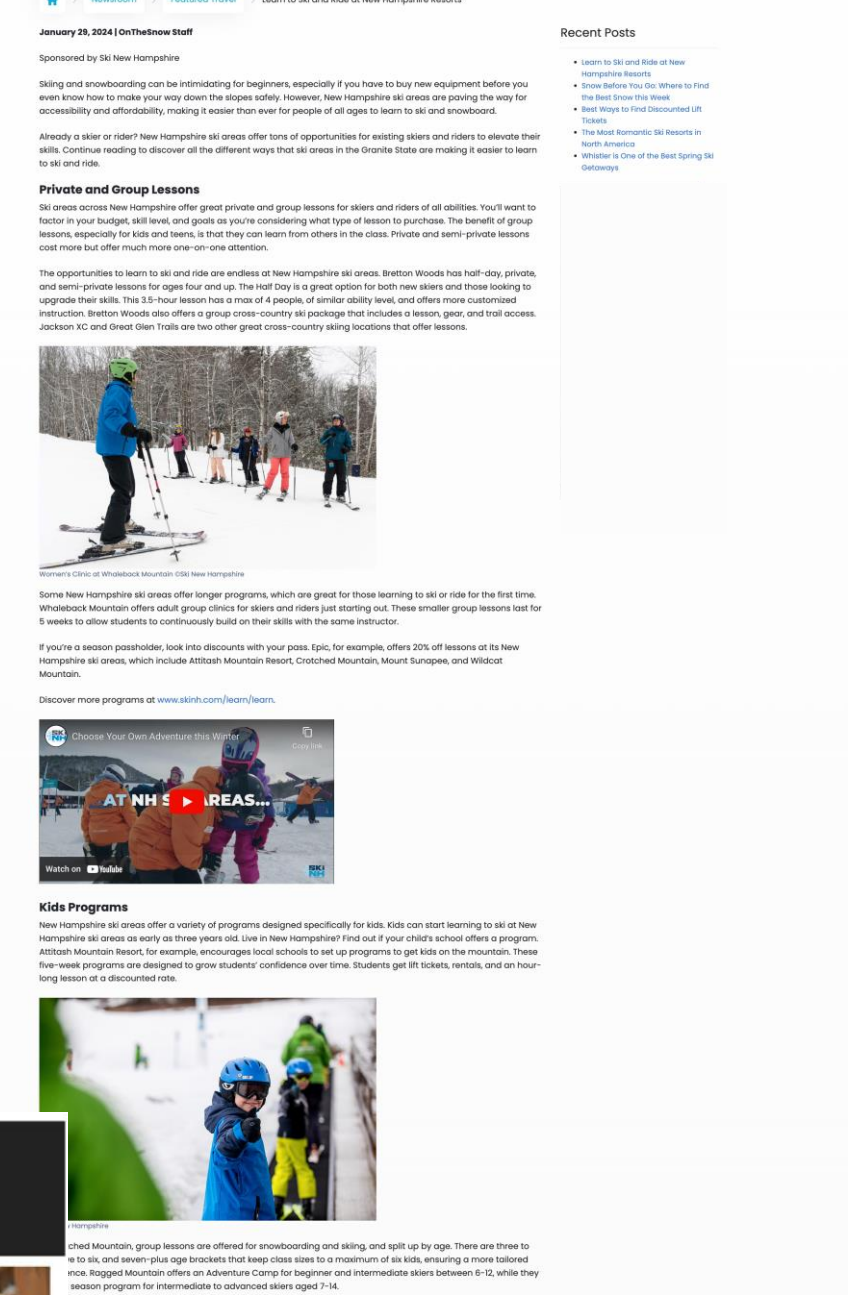 Newsroom > Featured Travel > Learn to Ski and Ride at New Hampshire Resorts
January 29, 2024 | OnTheSnow Staff
Sponsored by Ski New Hampshire
Skiing and snowboarding can be intimidating for beginners, especially if you have to buy new equipment before you
even know how to make your way down the slopes safely. However, New Hampshire ski areas are paving the way for
accessibility and affordability, making it easier than ever for people of all ages to learn to ski and snowboard.
Already a skier or rider? New Hampshire ski areas offer tons of opportunities for existing skiers and riders to elevate their
skills. Continue reading to discover all the different ways that ski areas in the Granite State are making it easier to learn
to ski and ride.
Private and Group Lessons
Ski areas across New Hampshire offer great private and group lessons for skiers and riders of all abilities. You'll want to
factor in your budget, skill level, and goals as you're considering what type of lesson to purchase. The benefit of group
lessons, especially for kids and teens, is that they can learn from others in the class. Private and semi-private lessons
cost more but offer much more one-on-one attention.
The opportunities to learn to ski and ride are endless at New Hampshire ski areas. Bretton Woods has half-day, private,
and semi-private lessons for ages four and up. The Half Day is a great option for both new skiers and those looking to
upgrade their skills. This 3.5-hour lesson has a max of 4 people, of similar ability level, and offers more customized
instruction. Bretton Woods also offers a group cross-country ski package that includes a lesson, gear, and trail access.
Jackson XC and Great Glen Trails are two other great cross-country skiing locations that offer lessons.
Women's Clinic at Whaleback Mountain ©Ski New Hampshire
Some New Hampshire ski areas offer longer programs, which are great for those learning to ski or ride for the first time.
Whaleback Mountain offers adult group clinics for skiers and riders just starting out. These smaller group lessons last for
5 weeks to allow students to continuously build on their skills with the same instructor.
If you're a season passholder, look into discounts with your pass. Epic, for example, offers 20% off lessons at its New
Hampshire ski areas, which include Attitash Mountain Resort, Crotched Mountain, Mount Sunapee, and Wildcat
Mountain.
Discover more programs at www.skinh.com/learn/learn.
SKI NH Choose Your Own Adventure this Winter
Copy link
AT NH S AREAS...
Watch on YouTube
SKI NH
Kids Programs
New Hampshire ski areas offer a variety of programs designed specifically for kids. Kids can start learning to ski at New
Hampshire ski areas as early as three years old. Live in New Hampshire? Find out if your child's school offers a program.
Attitash Mountain Resort, for example, encourages local schools to set up programs to get kids on the mountain. These
five-week programs are designed to grow students' confidence over time. Students get lift tickets, rentals, and an hour-
long lesson at a discounted rate.
Hampshire
ched Mountain, group lessons are offered for snowboarding and skiing, and split up by age. There are three to
e to six, and seven-plus age brackets that keep class sizes to a maximum of six kids, ensuring a more tailored
ence. Ragged Mountain offers an Adventure Camp for beginner and intermediate skiers between 6-12, while they
season program for intermediate to advanced skiers aged 7-14.
Recent Posts
Learn to Ski and Ride at New
Hampshire Resorts
Snow Before You Go: Where to Find
the Best Snow this Week
Best Ways to Find Discounted Lift
Tickets
The Most Romantic Ski Resorts in
North America
Whistler is One of the Best Spring Ski
Getaways